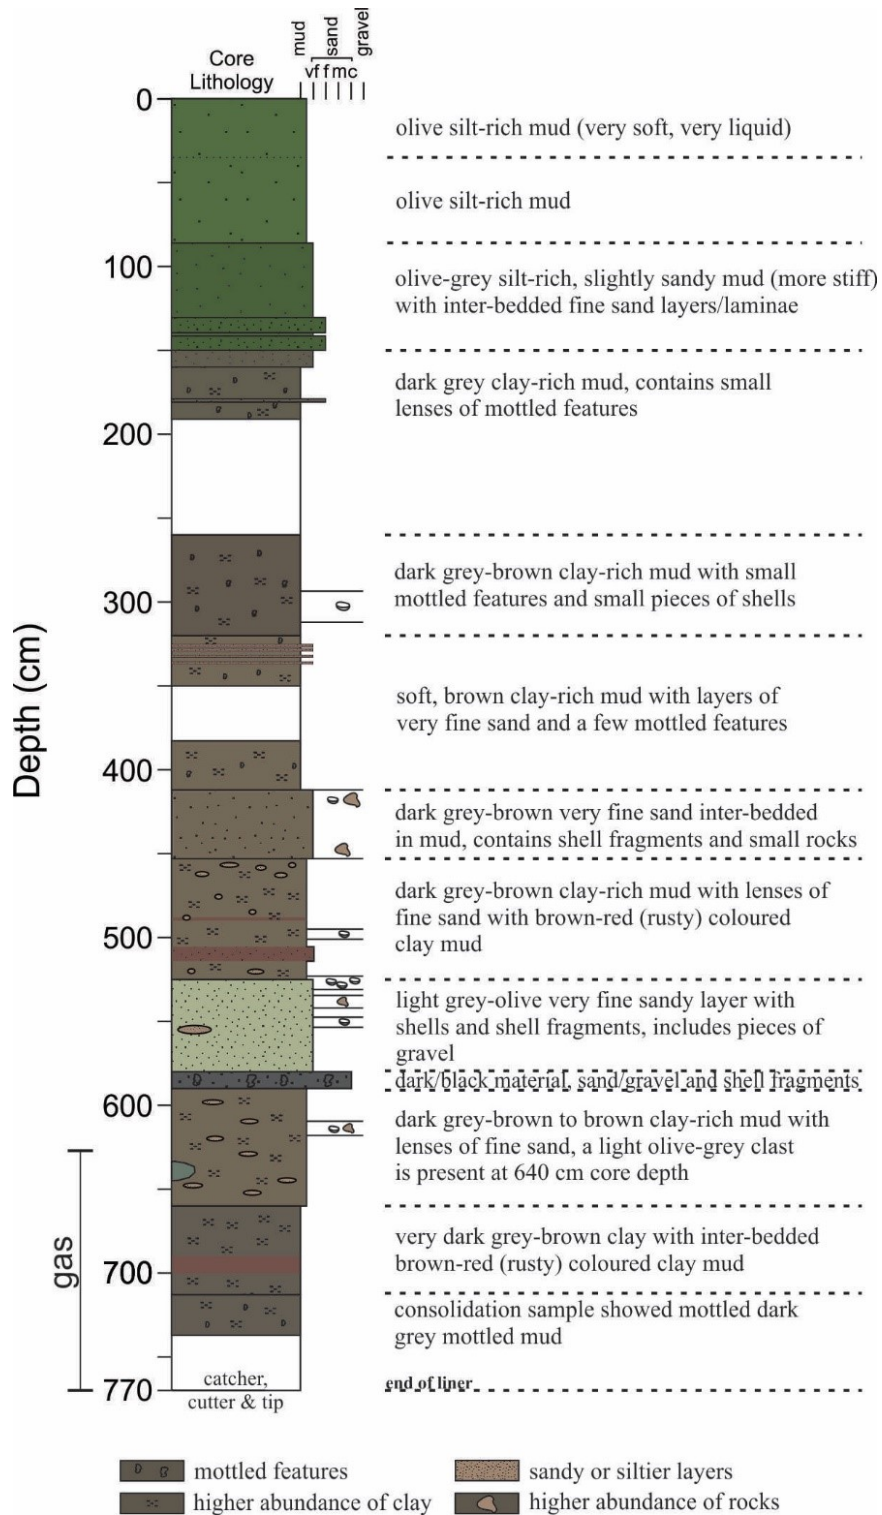 mud
sand
gravel
Core
Lithology
vf f m c
0
olive silt-rich mud (very soft, very liquid)
olive silt-rich mud
100
olive-grey silt-rich, slightly sandy mud (more stiff)
with inter-bedded fine sand layers/laminae
dark grey clay-rich mud, contains small
lenses of mottled features
200
dark grey-brown clay-rich mud with small
mottled features and small pieces of shells
300
Depth (cm)
soft, brown clay-rich mud with layers of
very fine sand and a few mottled features
400
dark grey-brown very fine sand inter-bedded
in mud, contains shell fragments and small rocks
dark grey-brown clay-rich mud with lenses of
fine sand with brown-red (rusty) coloured
clay mud
500
light grey-olive very fine sandy layer with
shells and shell fragments, includes pieces of
gravel
dark/black material, sand/gravel and shell fragments
600
dark grey-brown to brown clay-rich mud with
lenses of fine sand, a light olive-grey clast
is present at 640 cm core depth
gas
very dark grey-brown clay with inter-bedded
brown-red (rusty) coloured clay mud
700
consolidation sample showed mottled dark
grey mottled mud
770
catcher,
cutter & tip
end of liner
mottled features
sandy or siltier layers
higher abundance of clay
higher abundance of rocks